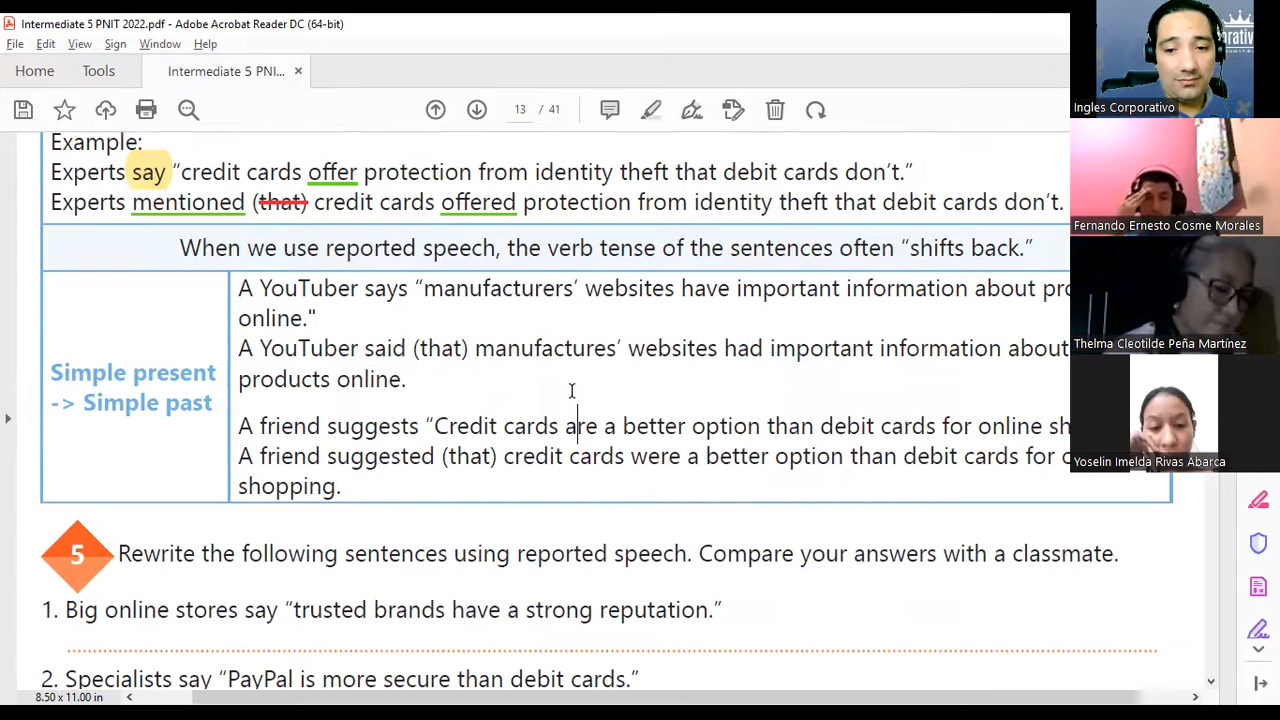 Intermediate 5 PNIT 2022.pdf - Adobe Acrobat Reader DC (64-bit)
File Edit View Sign Window Help
Home Tools Intermediate 5 PNI... ×
13 / 41
Example:
Experts say “credit cards offer protection from identity theft that debit cards don’t.”
Experts mentioned (that) credit cards offered protection from identity theft that debit cards don’t.
When we use reported speech, the verb tense of the sentences often “shifts back.”
Simple present
-> Simple past
A YouTuber says “manufacturers’ websites have important information about
online."
A YouTuber said (that) manufactures’ websites had important information about
products online.
A friend suggests “Credit cards are a better option than debit cards for online
A friend suggested (that) credit cards were a better option than debit cards for
shopping.
5 Rewrite the following sentences using reported speech. Compare your answers with a classmate.
1. Big online stores say “trusted brands have a strong reputation.”
2. Specialists say “PayPal is more secure than debit cards.”
8.50 x 11.00 in
Ingles Corporativo
Fernando Ernesto Cosme Morales
Thelma Cleotilde Peña Martínez
Yoselin Imelda Rivas Abarca